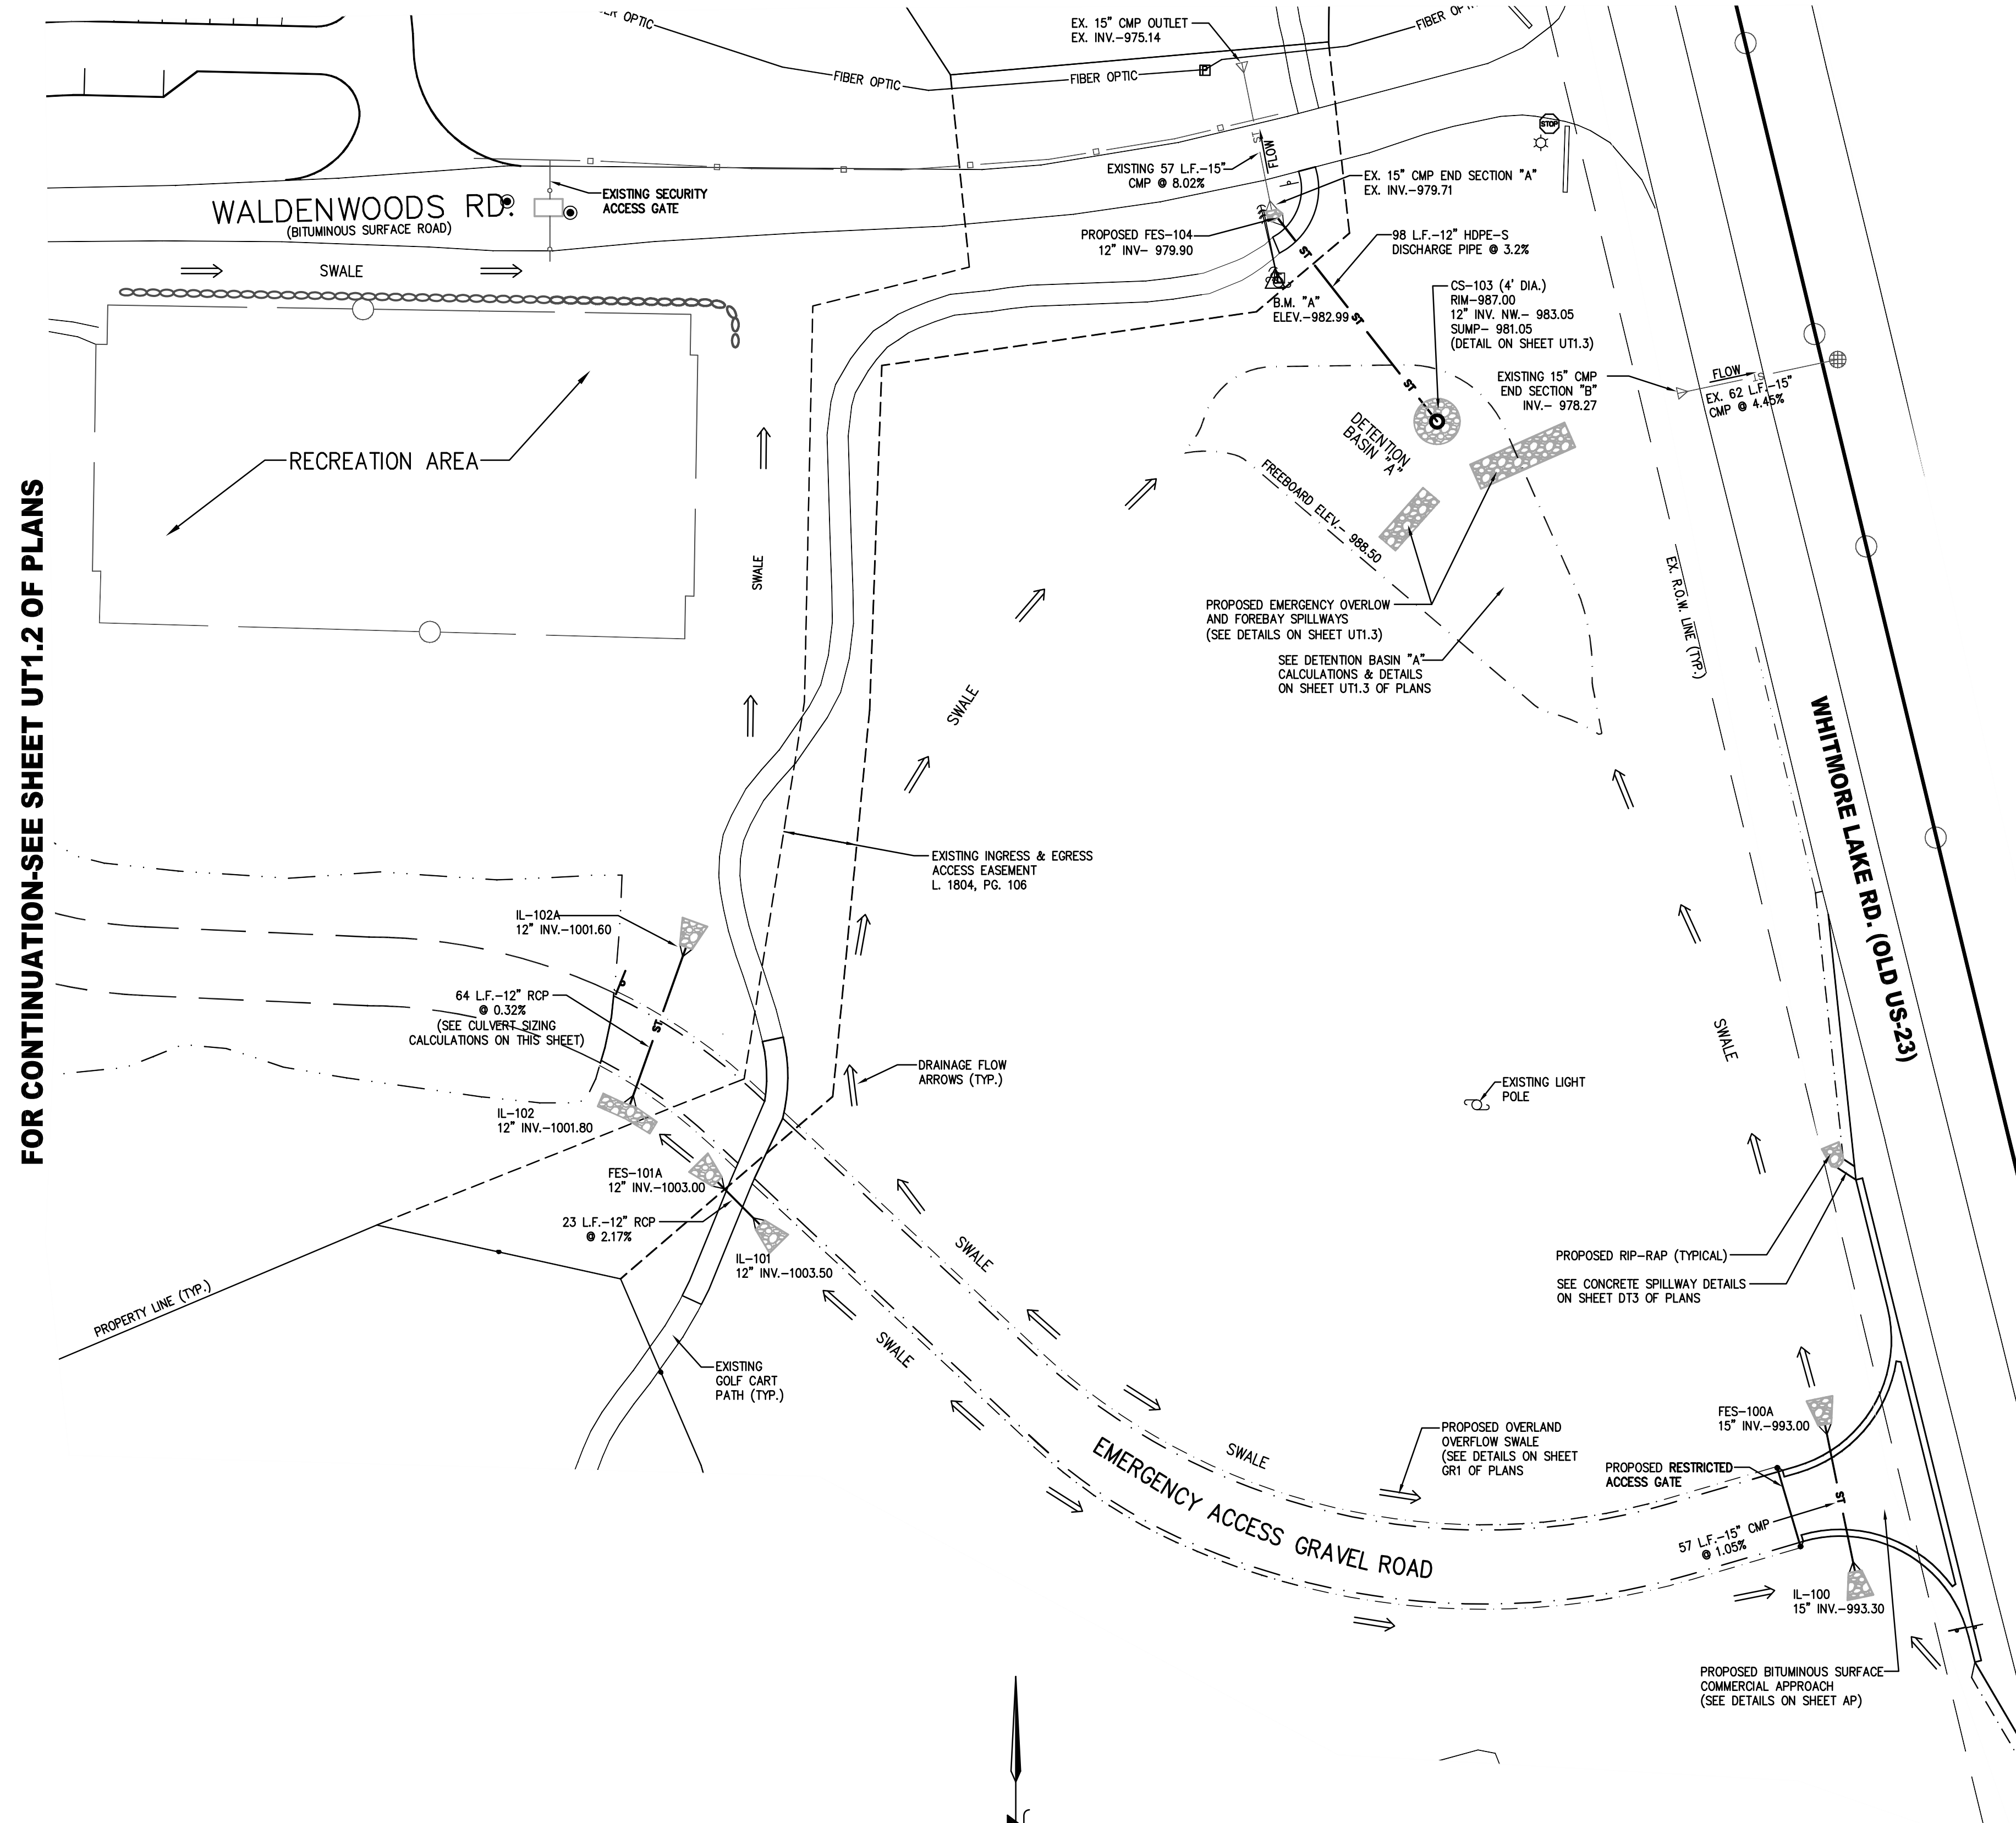 FIBER OPTIC
FIBER OPTIC
FIBER OPTIC
EX. 15" CMP OUTLET
EX. INV.-975.14
EXISTING 57 L.F.-15"
CMP @ 8.02%
ST
FLOW
EX. 15" CMP END SECTION "A"
EX. INV.-979.71
STOP
WALDENWOODS RD.
(BITUMINOUS SURFACE ROAD)
EXISTING SECURITY
ACCESS GATE
SWALE
PROPOSED FES-104
12" INV- 979.90
98 L.F.-12" HDPE-S
DISCHARGE PIPE @ 3.2%
ST
ST
ST
B.M. "A"
ELEV.-982.99
CS-103 (4' DIA.)
RIM-987.00
12" INV. NW.- 983.05
SUMP- 981.05
(DETAIL ON SHEET UT1.3)
EXISTING 15" CMP
END SECTION "B"
INV.- 978.27
FLOW
ST
EX. 62 L.F.-15"
CMP @ 4.45%
RECREATION AREA
DETENTION
BASIN "A"
FREEBOARD ELEV.- 988.50
SWALE
PROPOSED EMERGENCY OVERLOW
AND FOREBAY SPILLWAYS
(SEE DETAILS ON SHEET UT1.3)
SEE DETENTION BASIN "A"
CALCULATIONS & DETAILS
ON SHEET UT1.3 OF PLANS
EX. R.O.W. LINE (TYP.)
SWALE
FOR CONTINUATION-SEE SHEET UT1.2 OF PLANS
WHITMORE LAKE RD. (OLD US-23)
EXISTING INGRESS & EGRESS
ACCESS EASEMENT
L. 1804, PG. 106
IL-102A
12" INV.-1001.60
64 L.F.-12" RCP
@ 0.32%
(SEE CULVERT SIZING
CALCULATIONS ON THIS SHEET)
ST
SWALE
DRAINAGE FLOW
ARROWS (TYP.)
EXISTING LIGHT
POLE
IL-102
12" INV.-1001.80
FES-101A
12" INV.-1003.00
23 L.F.-12" RCP
@ 2.17%
IL-101
12" INV.-1003.50
SWALE
PROPOSED RIP-RAP (TYPICAL)
SEE CONCRETE SPILLWAY DETAILS
ON SHEET DT3 OF PLANS
PROPERTY LINE (TYP.)
SWALE
EXISTING
GOLF CART
PATH (TYP.)
SWALE
EMERGENCY ACCESS GRAVEL ROAD
PROPOSED OVERLAND
OVERFLOW SWALE
(SEE DETAILS ON SHEET
GR1 OF PLANS
FES-100A
15" INV.-993.00
PROPOSED RESTRICTED
ACCESS GATE
ST
57 L.F.-15" CMP
@ 1.05%
IL-100
15" INV.-993.30
PROPOSED BITUMINOUS SURFACE
COMMERCIAL APPROACH
(SEE DETAILS ON SHEET AP)